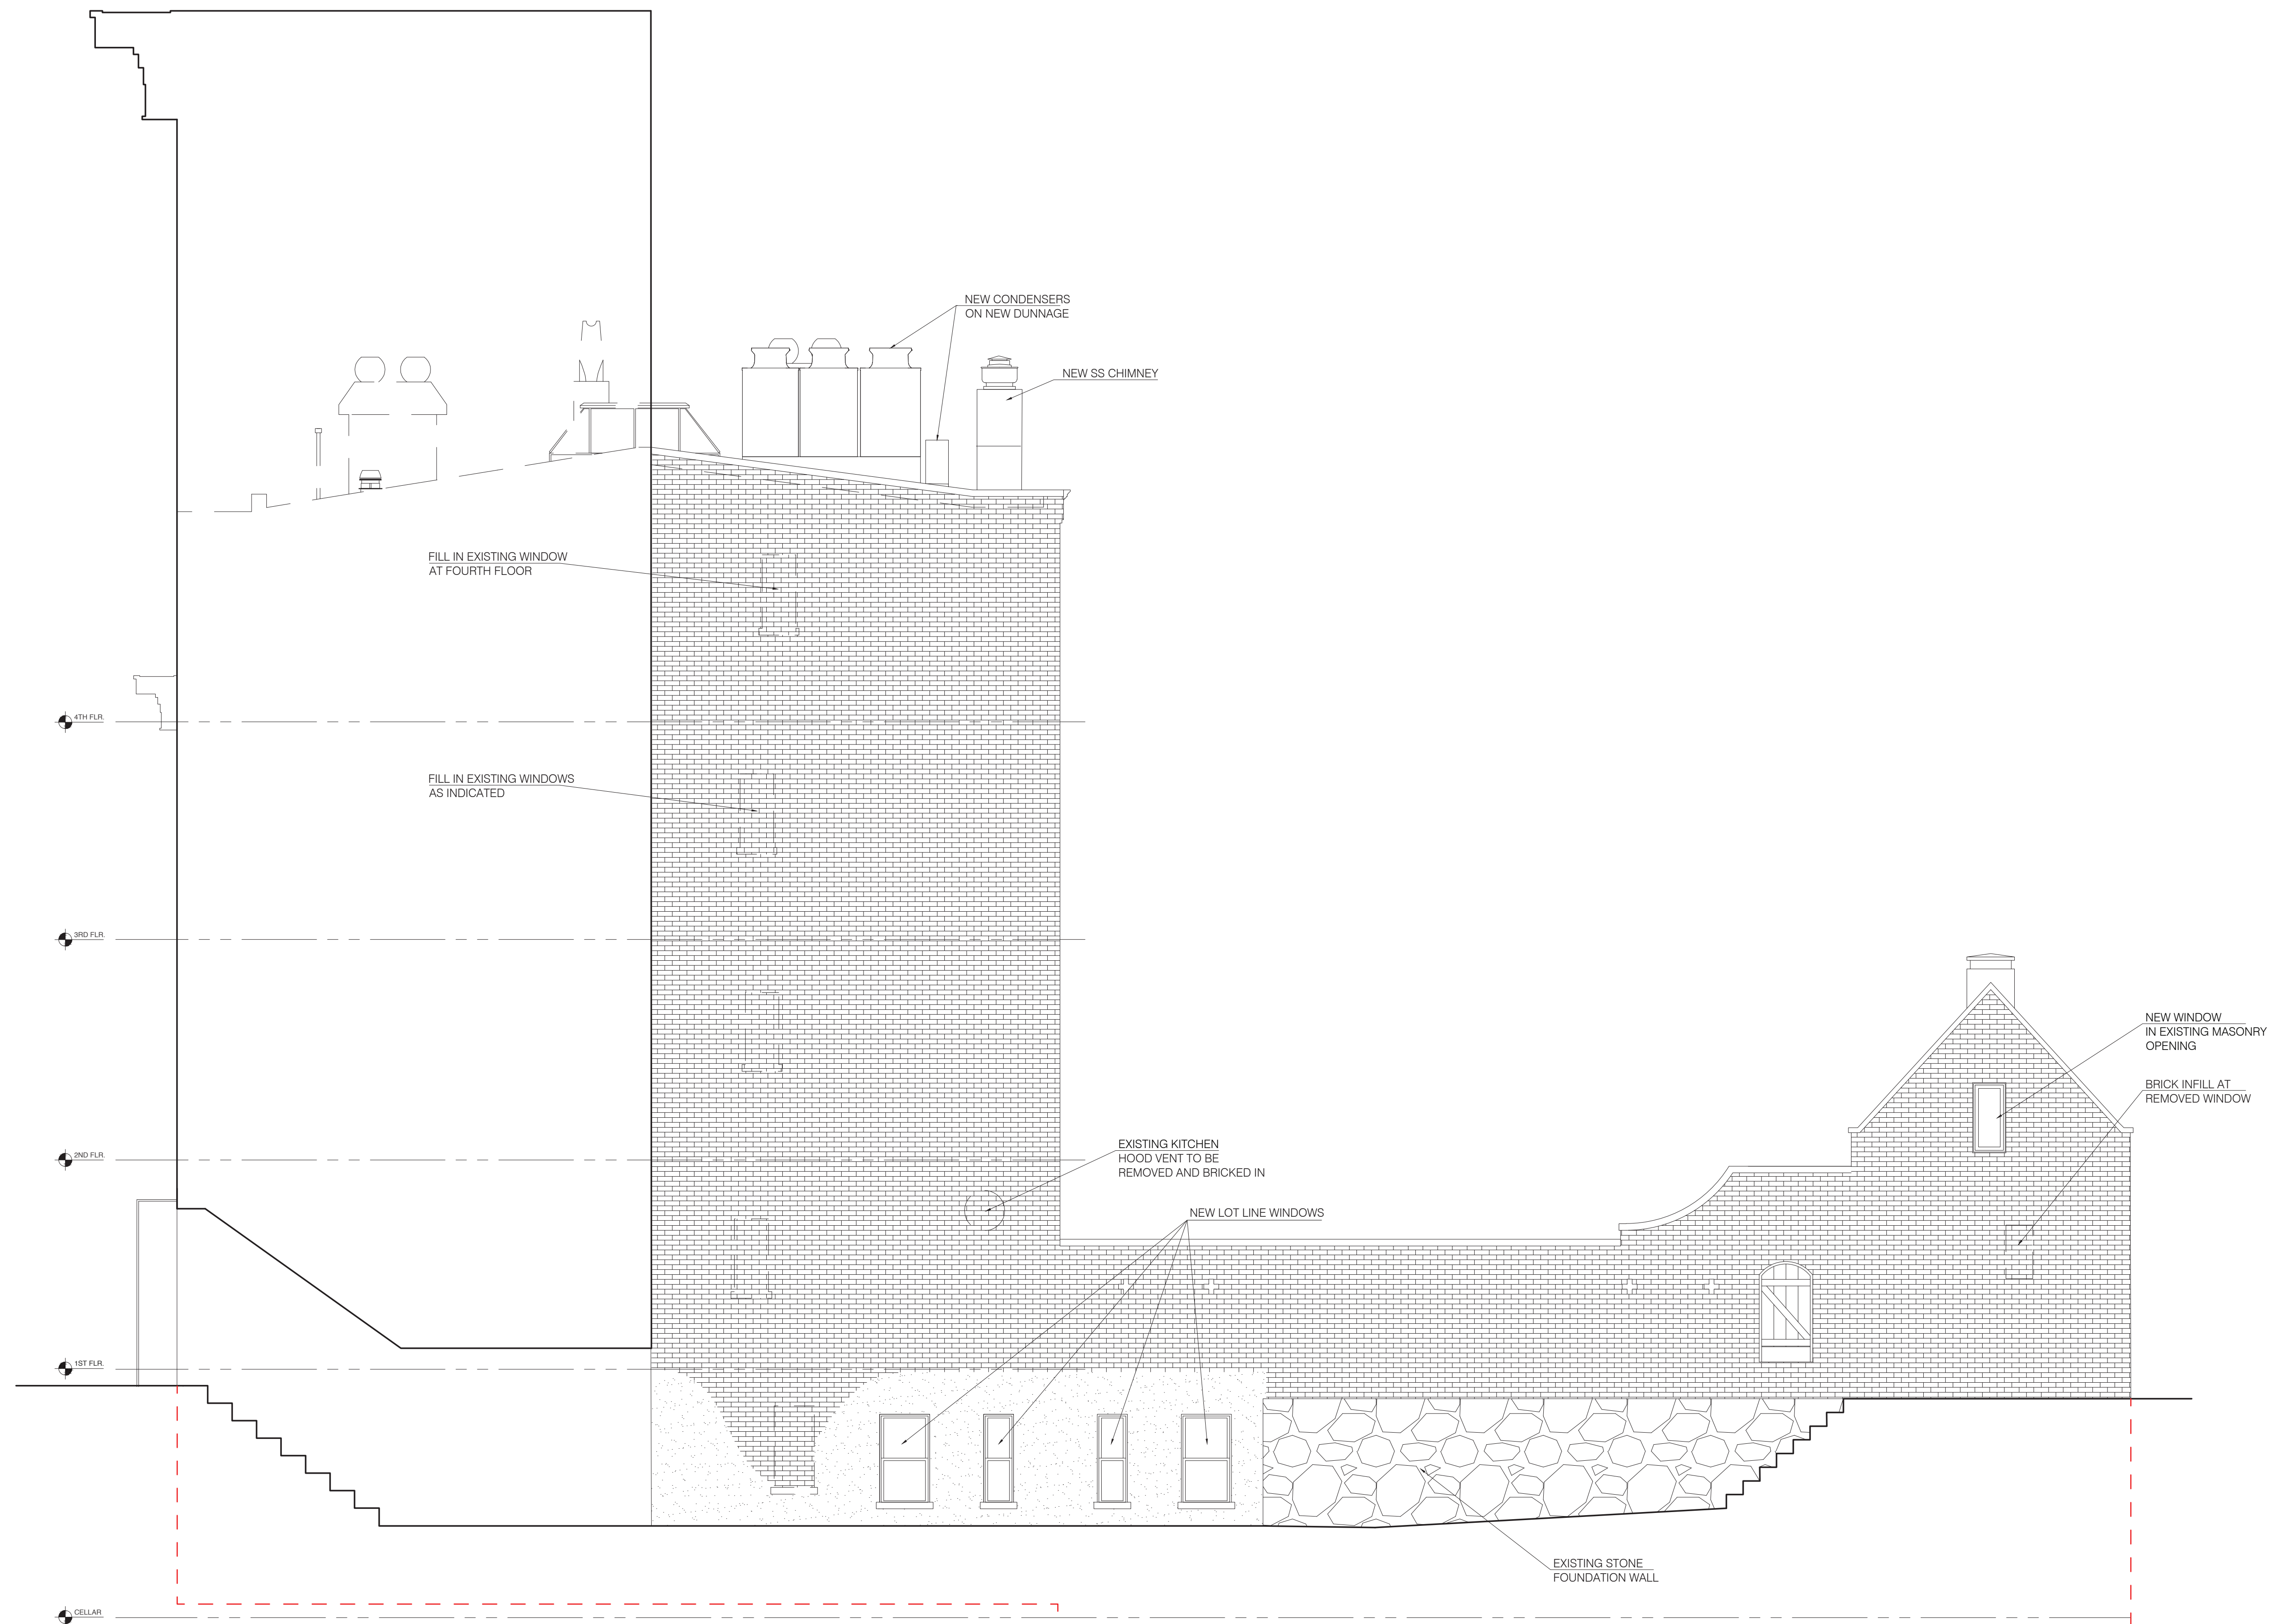 NEW CONDENSERS
ON NEW DUNNAGE
NEW SS CHIMNEY
FILL IN EXISTING WINDOW
AT FOURTH FLOOR
4TH FLR.
FILL IN EXISTING WINDOWS
AS INDICATED
3RD FLR.
NEW WINDOW
IN EXISTING MASONRY
OPENING
BRICK INFILL AT
REMOVED WINDOW
2ND FLR.
EXISTING KITCHEN
HOOD VENT TO BE
REMOVED AND BRICKED IN
NEW LOT LINE WINDOWS
1ST FLR.
EXISTING STONE
FOUNDATION WALL
CELLAR